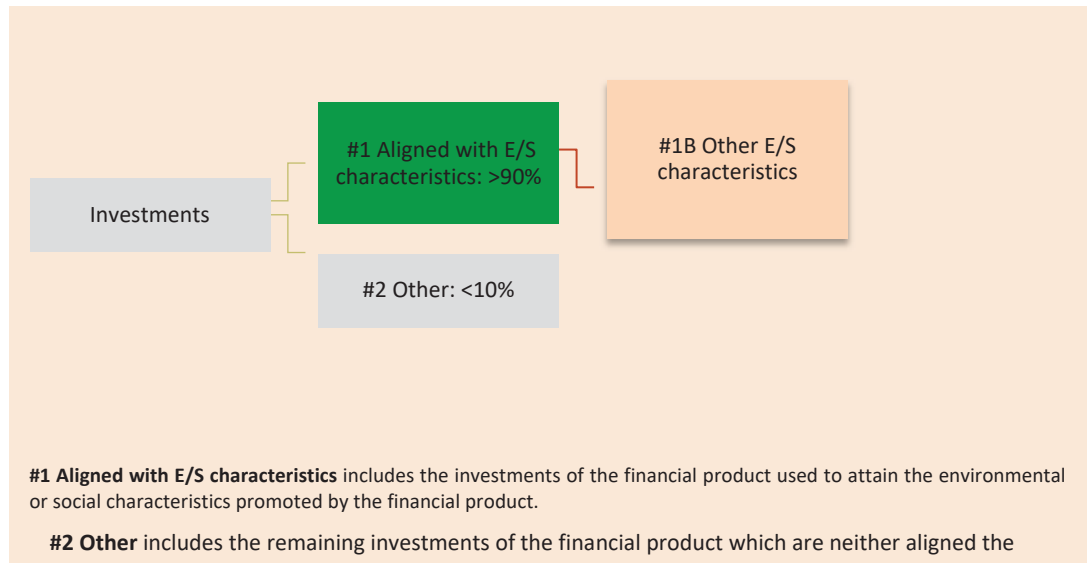 #1 Aligned with E/S
characteristics: >90%
#1B Other E/S
characteristics
Investments
#2 Other: <10%
#1 Aligned with E/S characteristics includes the investments of the financial product used to attain the environmental
or social characteristics promoted by the financial product.
#2 Other includes the remaining investments of the financial product which are neither aligned the